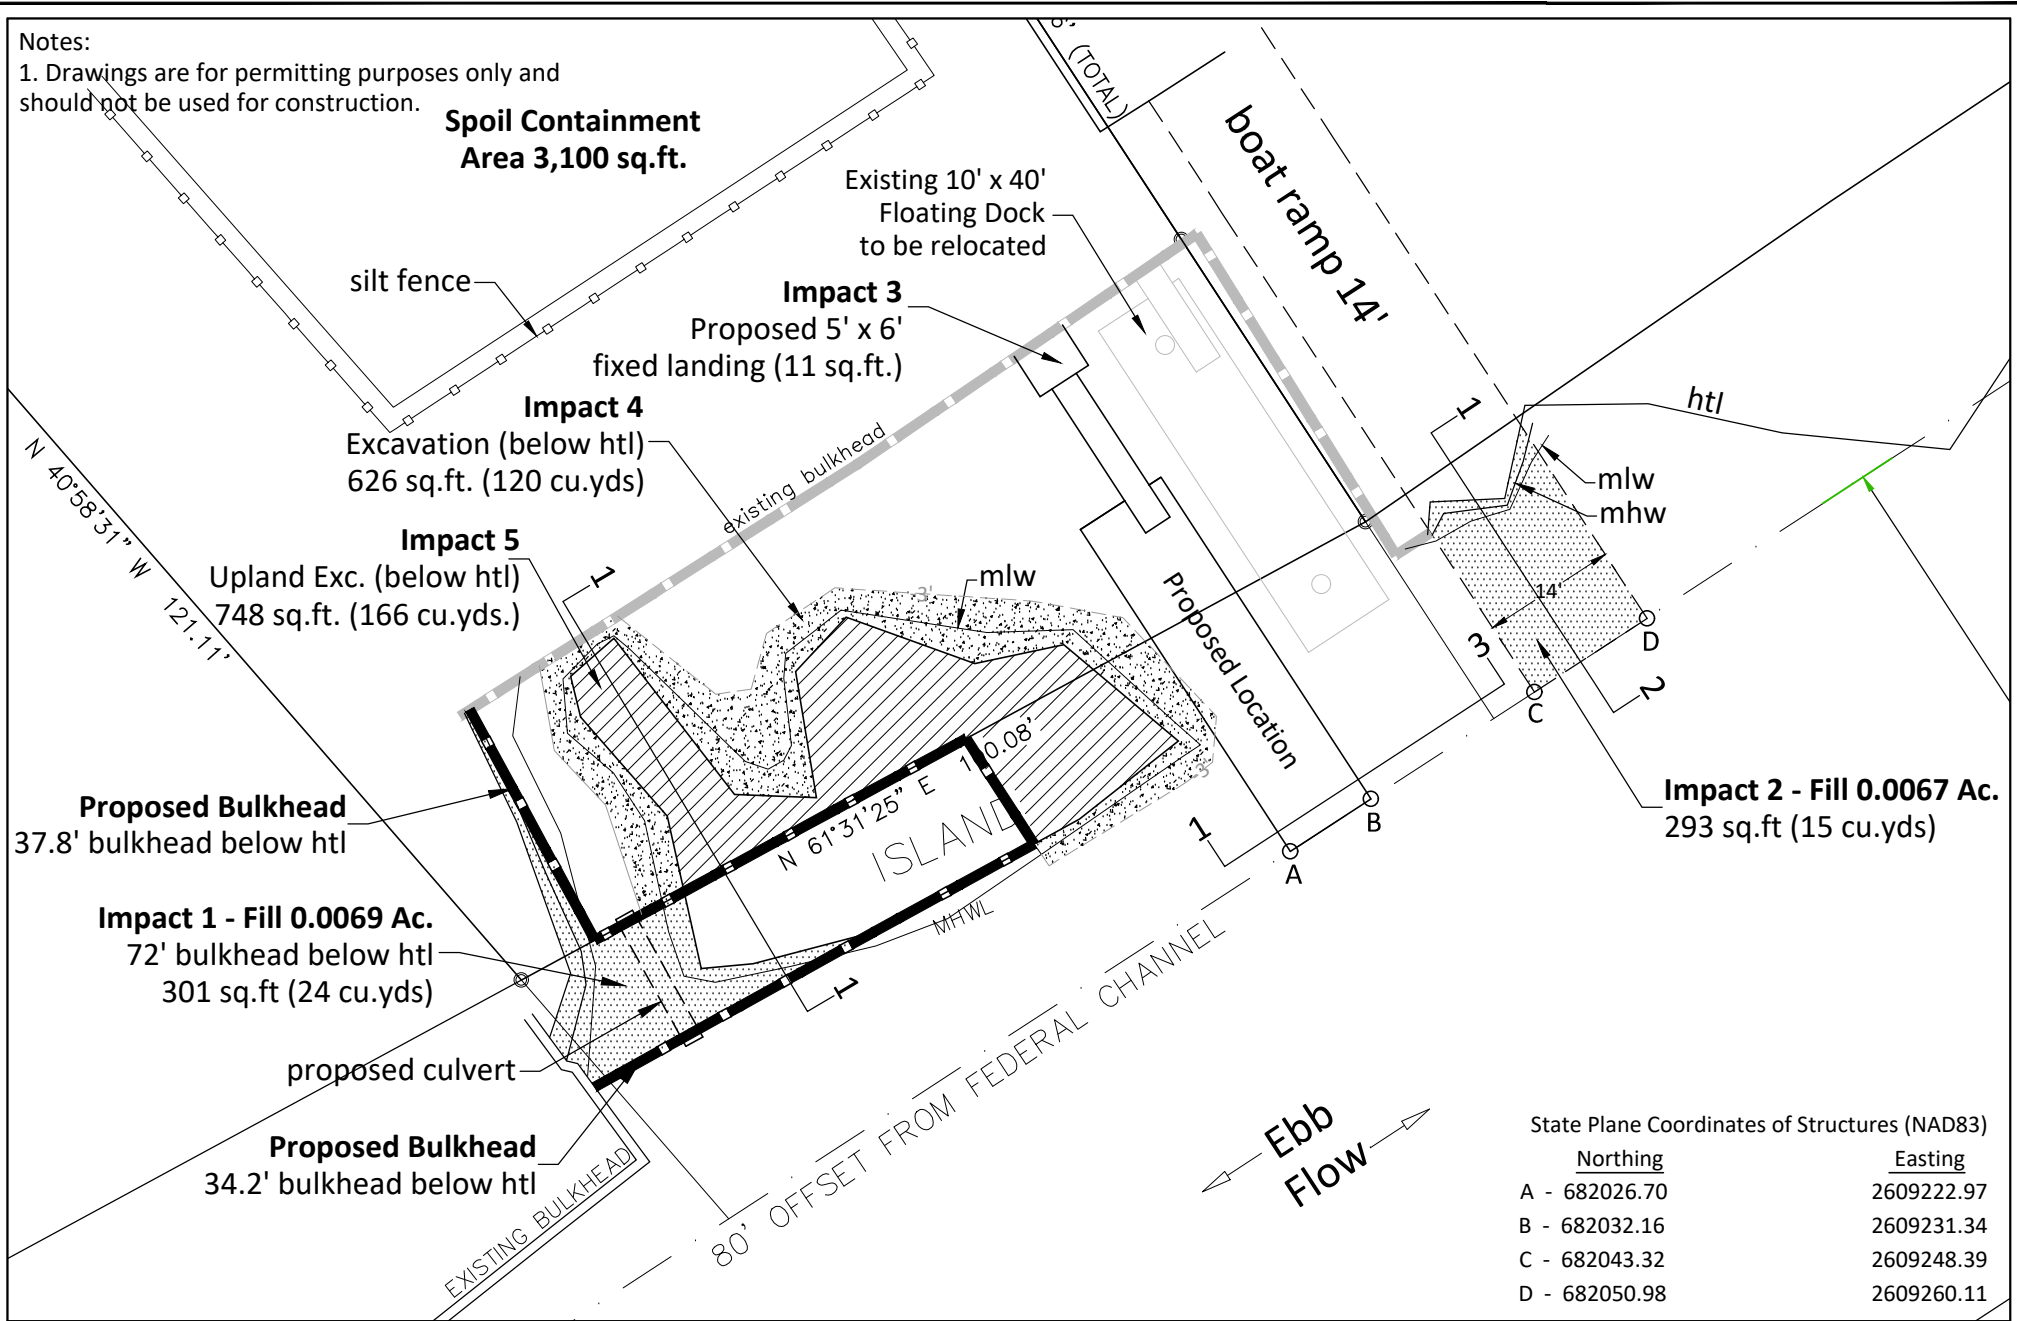 Notes:
1. Drawings are for permitting purposes only and
should not be used for construction.
Spoil Containment
Area 3,100 sq.ft.
silt fence
(TOTAL)
boat ramp 14'
Existing 10' x 40'
Floating Dock
to be relocated
Impact 3
Proposed 5' x 6'
fixed landing (11 sq.ft.)
Impact 4
Excavation (below htl)
626 sq.ft. (120 cu.yds)
existing bulkhead
Impact 5
Upland Exc. (below htl)
748 sq.ft. (166 cu.yds.)
N 40°58'31" W
121.11'
1
1
mlw
-3'
-3'
Proposed Location
1
htl
mlw
mhw
14'
3
2
1
A
B
C
D
Impact 2 - Fill 0.0067 Ac.
293 sq.ft (15 cu.yds)
Proposed Bulkhead
37.8' bulkhead below htl
N 61°31'25" E
0.08'
ISLAND
MHWL
Impact 1 - Fill 0.0069 Ac.
72' bulkhead below htl
301 sq.ft (24 cu.yds)
proposed culvert
Proposed Bulkhead
34.2' bulkhead below htl
EXISTING BULKHEAD
80' OFFSET FROM FEDERAL CHANNEL
Ebb
Flow
State Plane Coordinates of Structures (NAD83)
Northing Easting
A - 682026.70 2609222.97
B - 682032.16 2609231.34
C - 682043.32 2609248.39
D - 682050.98 2609260.11